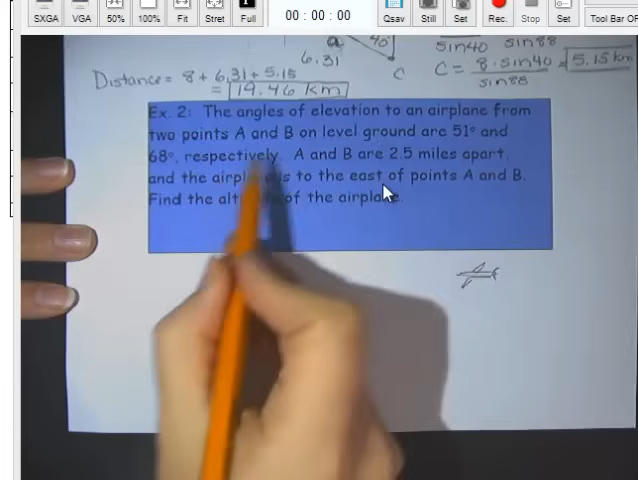 SXGA VGA 50% 100% Fit Stret Full 00 : 00 : 00 Qsav Still Set Rec. Stop Set Tool Bar OF
a 40°
6.31
C
sin40 sin88
C = 8·sin40 = 5.15 km
sin88
Distance = 8 + 6.31 + 5.15
= 19.46 km
Ex. 2: The angles of elevation to an airplane from
two points A and B on level ground are 51° and
68°, respectively. A and B are 2.5 miles apart,
and the is to the east of points A and B.
Find the of the airplane.